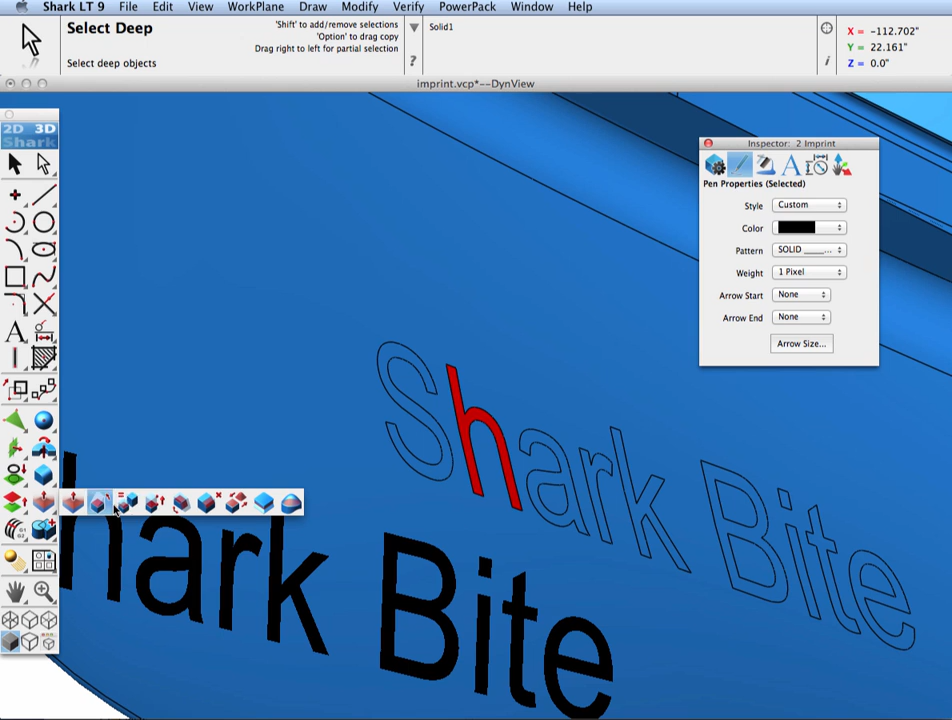 Shark LT 9 File Edit View WorkPlane Draw Modify Verify PowerPack Window Help
Select Deep
Select deep objects
'Shift' to add/remove selections
'Option' to drag copy
Drag right to left for partial selection
?
Solid1
i
X = -112.702"
Y = 22.161"
Z = 0.0"
imprint.vcp*--DynView
2D 3D
Shark
A
G1
G2
Inspector: 2 Imprint
A
Pen Properties (Selected)
Style Custom
Color
Pattern SOLID _____...
Weight 1 Pixel
Arrow Start None
Arrow End None
Arrow Size...
Shark Bite
hark Bite